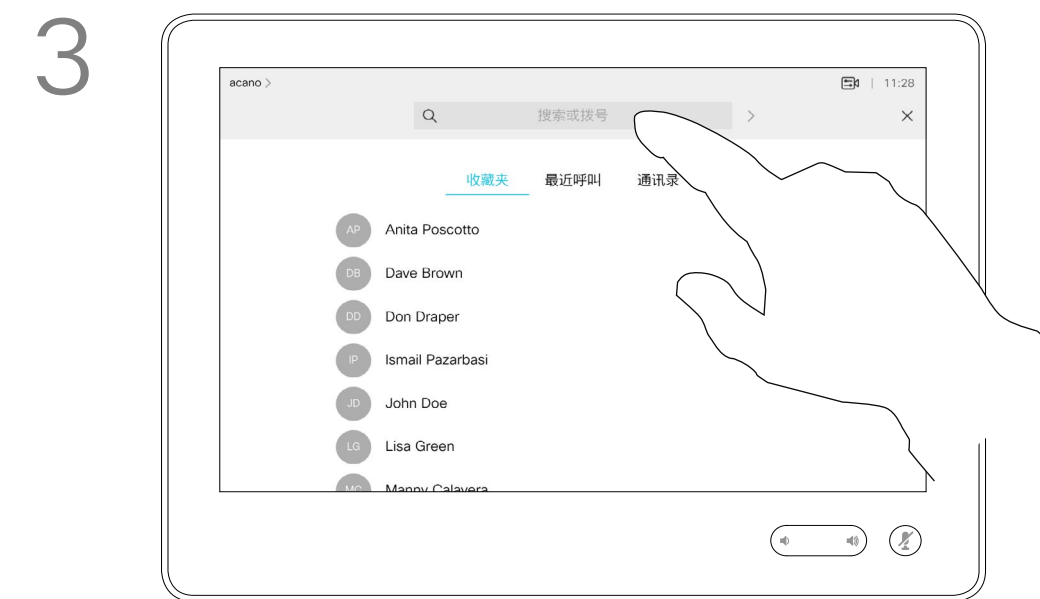 3
acano >
11:28
搜索或拨号
收藏夹 最近呼叫 通讯录
AP Anita Poscotto
DB Dave Brown
DD Don Draper
IP Ismail Pazarbasi
JD John Doe
LG Lisa Green
MC Manny Calavera